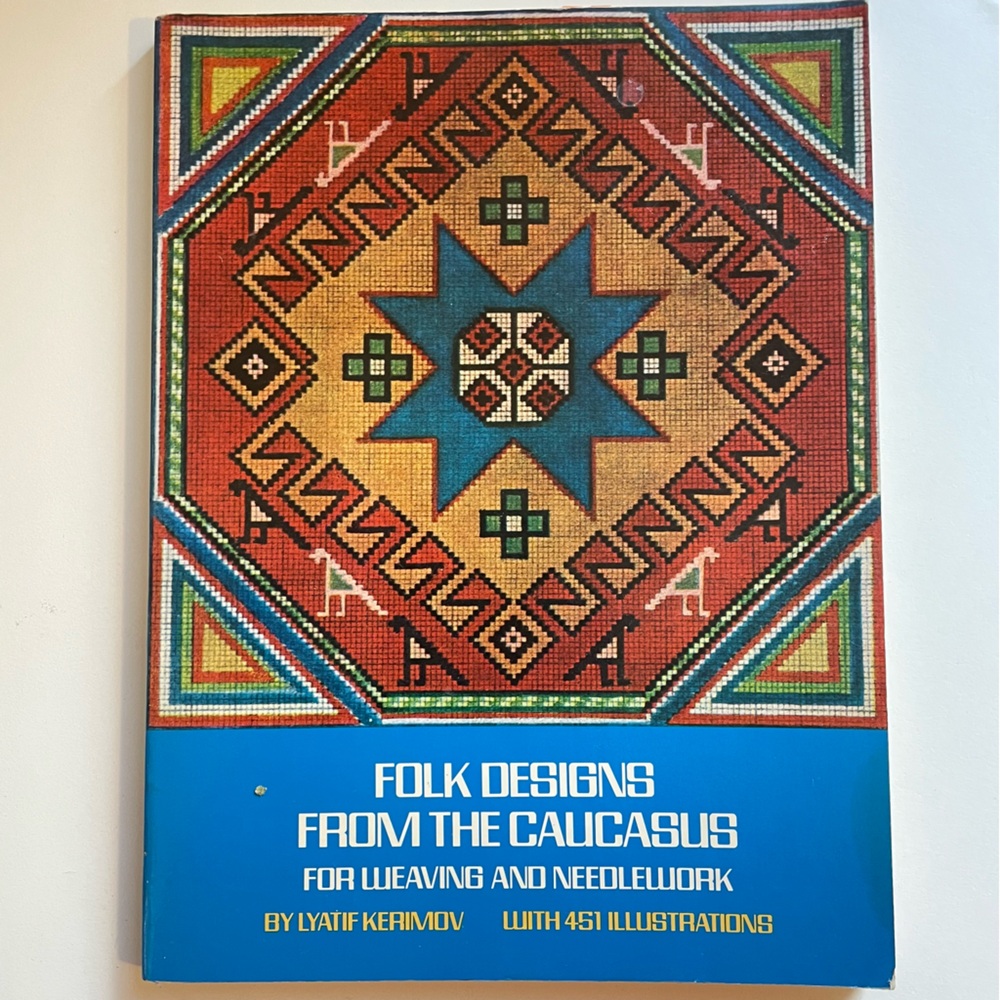 FOLK DESIGNS
FROM THE CAUCASUS
FOR WEAVING AND NEEDLEWORK
BY LYATIF KERIMOV WITH 451 ILLUSTRATIONS